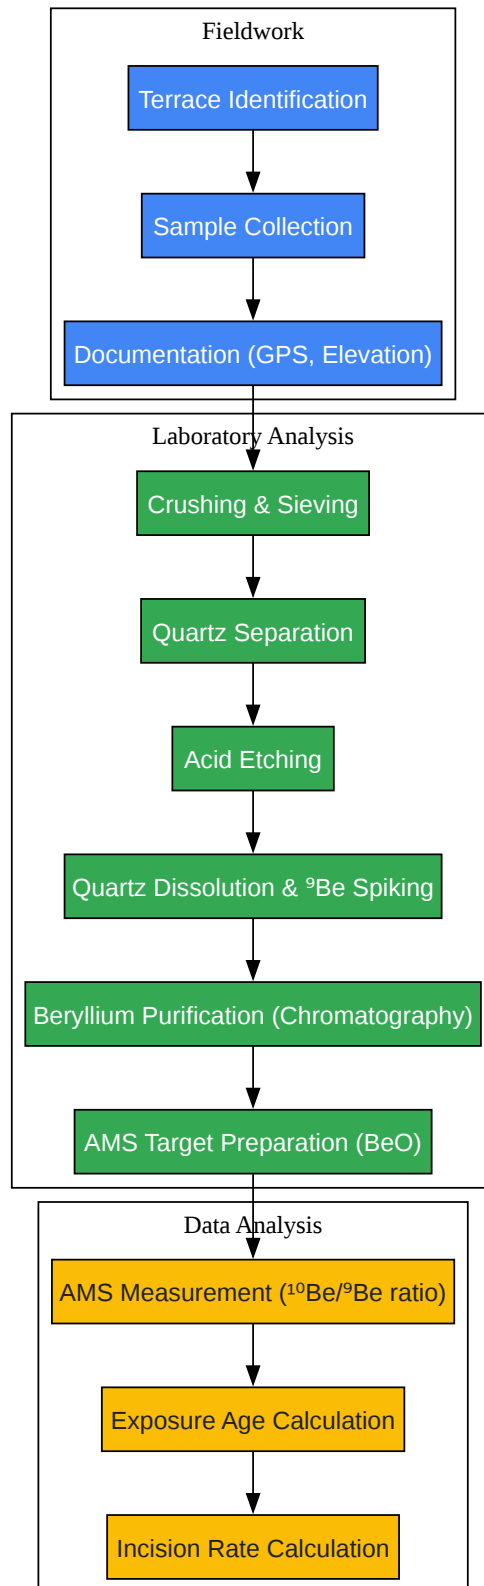 Fieldwork
Terrace Identification
Sample Collection
Documentation (GPS, Elevation)
Laboratory Analysis
Crushing & Sieving
Quartz Separation
Acid Etching
Quartz Dissolution & ⁹Be Spiking
Beryllium Purification (Chromatography)
AMS Target Preparation (BeO)
Data Analysis
AMS Measurement (¹⁰Be/⁹Be ratio)
Exposure Age Calculation
Incision Rate Calculation